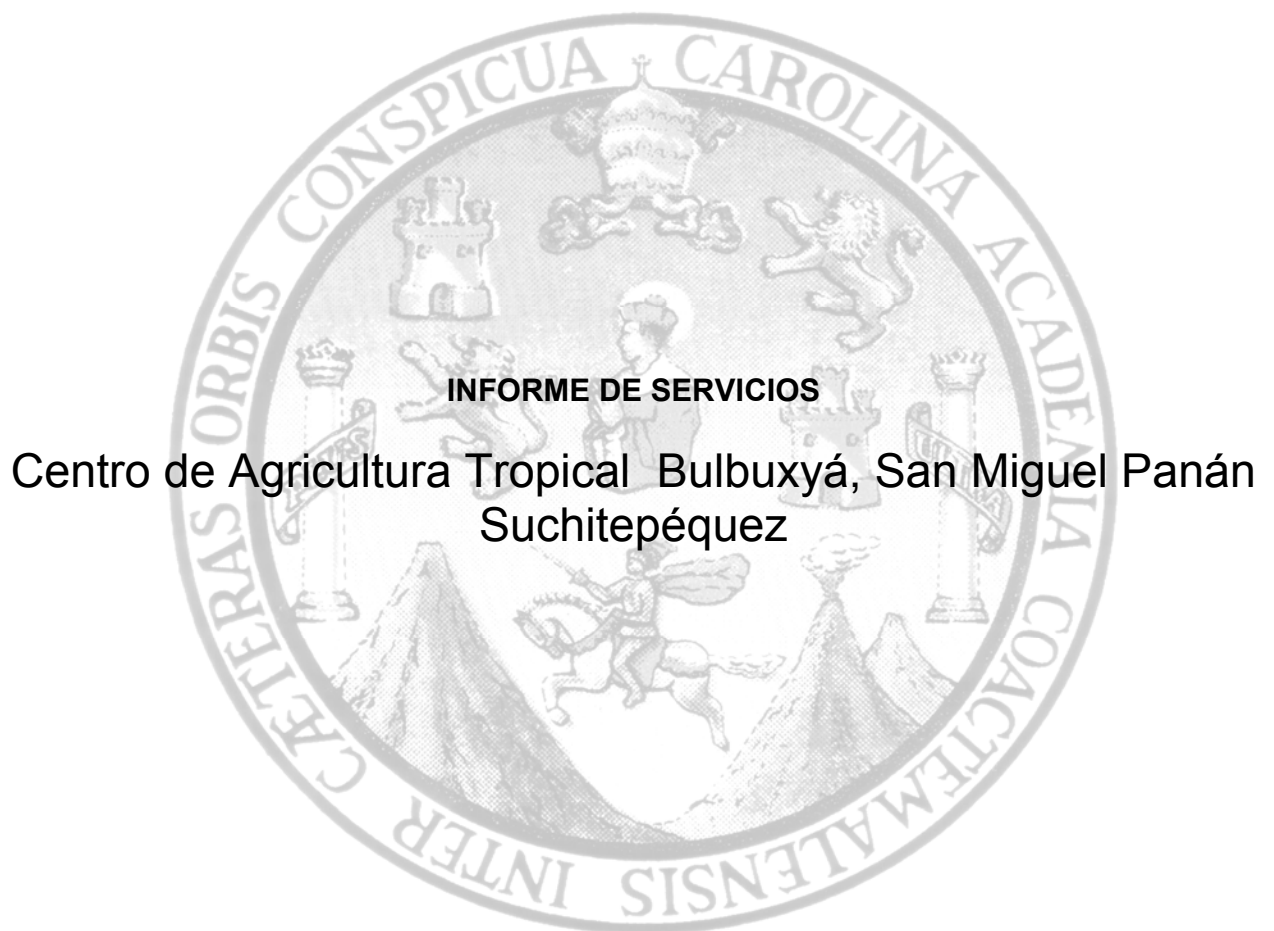 CAETERAS ORBIS CONSPICUA CAROLINA ACADEMIA COACTEMALENSIS INTER
INFORME DE SERVICIOS
Centro de Agricultura Tropical  Bulbuxyá, San Miguel Panán
Suchitepéquez